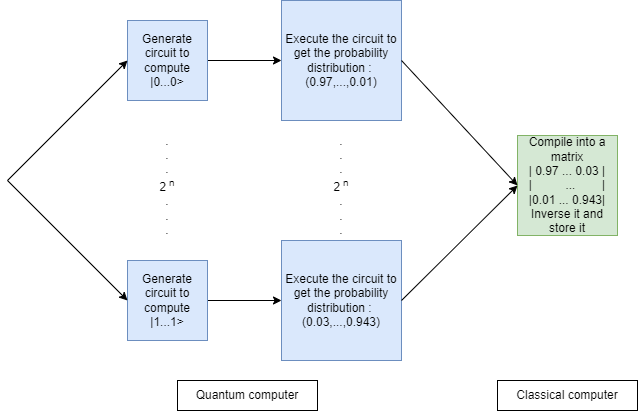 Generate
circuit to
compute
|0...0>
Execute the circuit to
get the probability
distribution :
(0.97,...,0.01)
.
.
.
2 n
.
.
.
.
.
.
2 n
.
.
.
Generate
circuit to
compute
|1...1>
Execute the circuit to
get the probability
distribution :
(0.03,...,0.943)
Compile into a
matrix
| 0.97 ... 0.03 |
| ... |
|0.01 ... 0.943|
Inverse it and
store it
Quantum computer
Classical computer